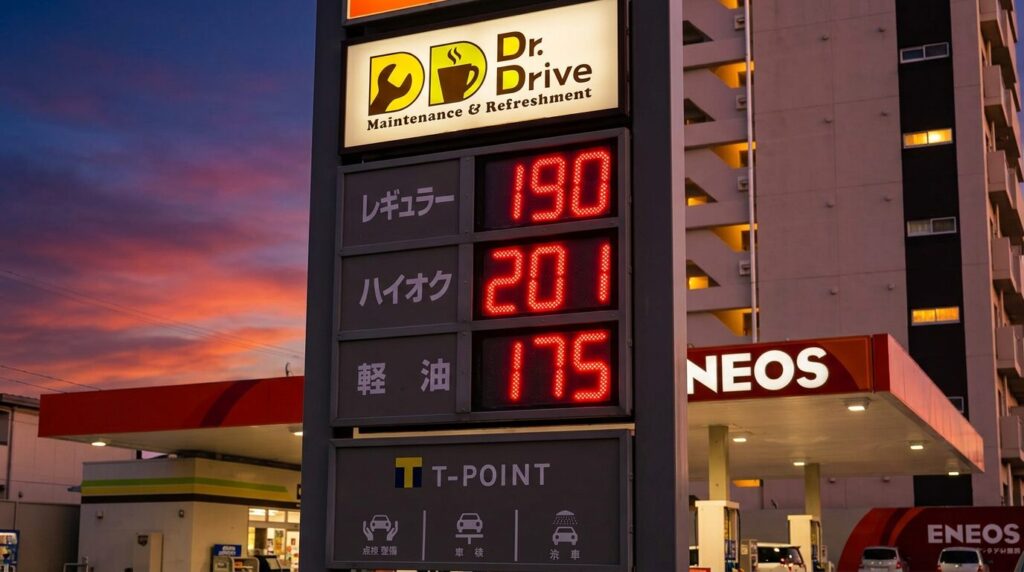 Dr.
Drive
Maintenance & Refreshment
レギュラー 190
ハイオク 201
軽油 175
T T-POINT
点検整備 車検 洗車
ENEOS
ENEOS